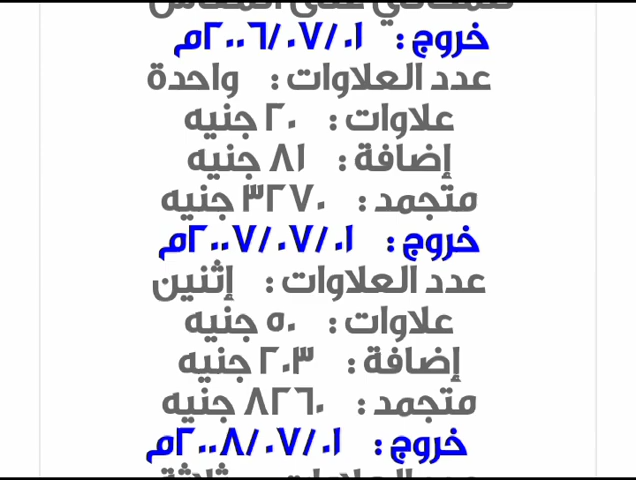 خروج : ٢٠٠٦/٠٧/٠١م
عدد العلاوات : واحدة
علاوات : ٢٠ جنيه
إضافة : ٨١ جنيه
متجمد : ٣٢٧٠ جنيه
خروج : ٢٠٠٧/٠٧/٠١م
عدد العلاوات : إثنين
علاوات : ٥٠ جنيه
إضافة : ٢٠٣ جنيه
متجمد : ٨٢٦٠ جنيه
خروج : ٢٠٠٨/٠٧/٠١م